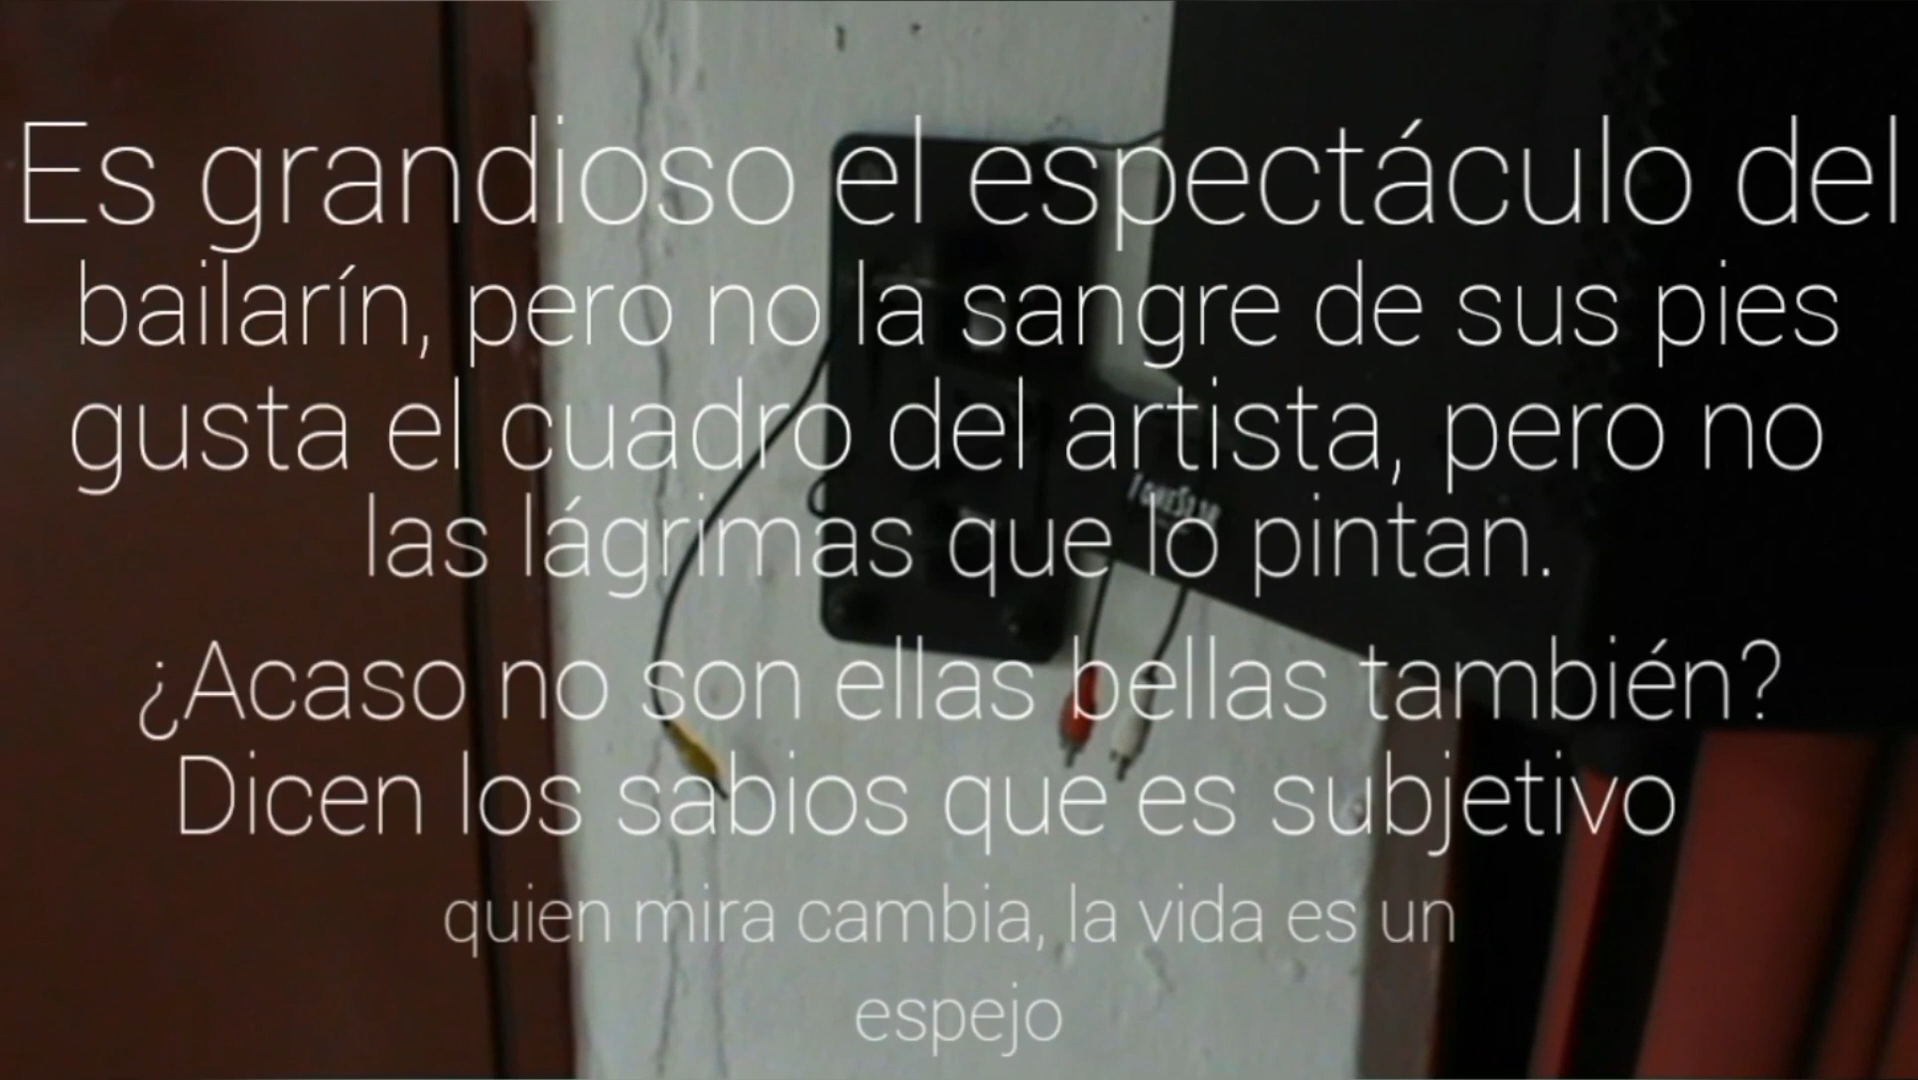 Es grandioso el espectáculo del
bailarín, pero no la sangre de sus pies
gusta el cuadro del artista, pero no
las lágrimas que lo pintan.
¿Acaso no son ellas bellas también?
Dicen los sabios que es subjetivo
quien mira cambia, la vida es un
espejo